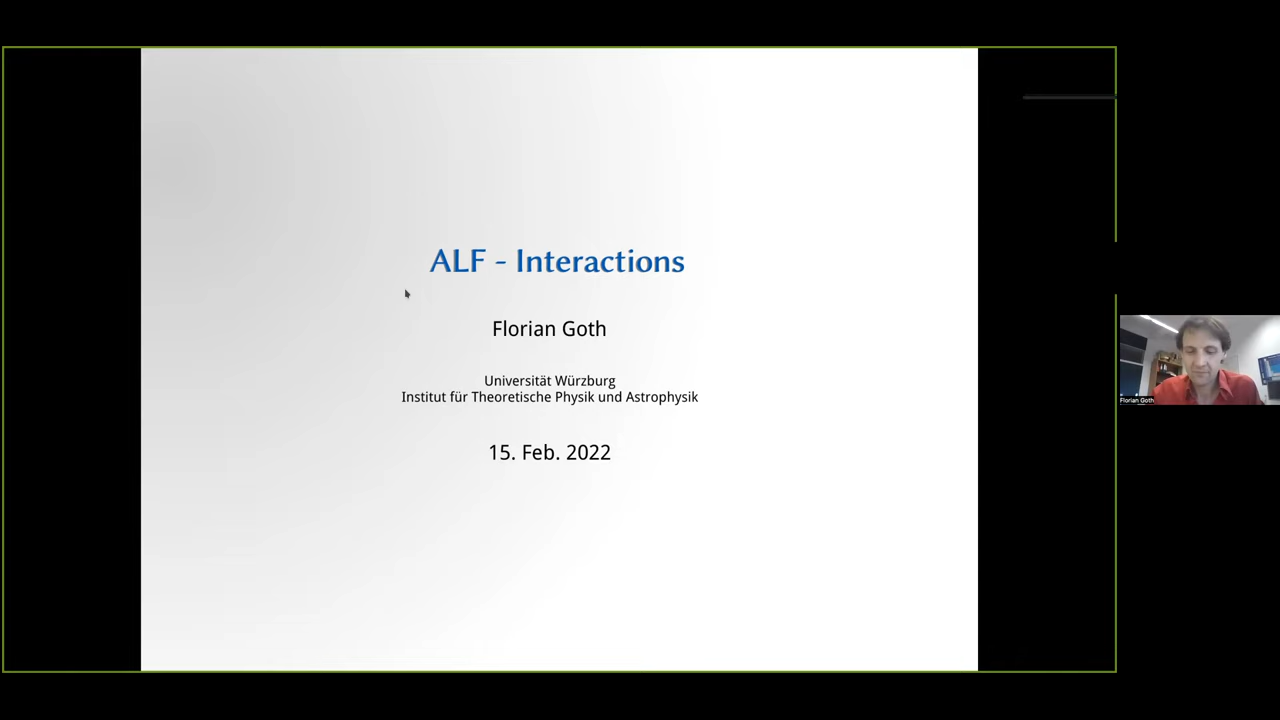 ALF - Interactions
Florian Goth
Universität Würzburg
Institut für Theoretische Physik und Astrophysik
15. Feb. 2022
Florian Goth